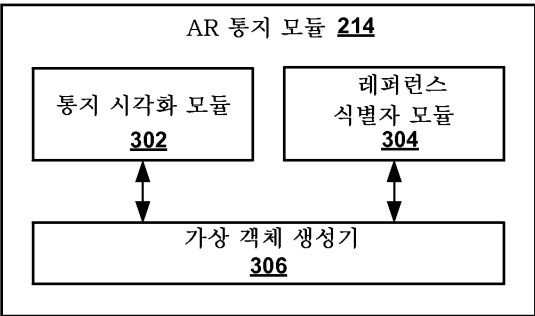 AR 통지 모듈 214
통지 시각화 모듈
302
레퍼런스
식별자 모듈
304
가상 객체 생성기
306